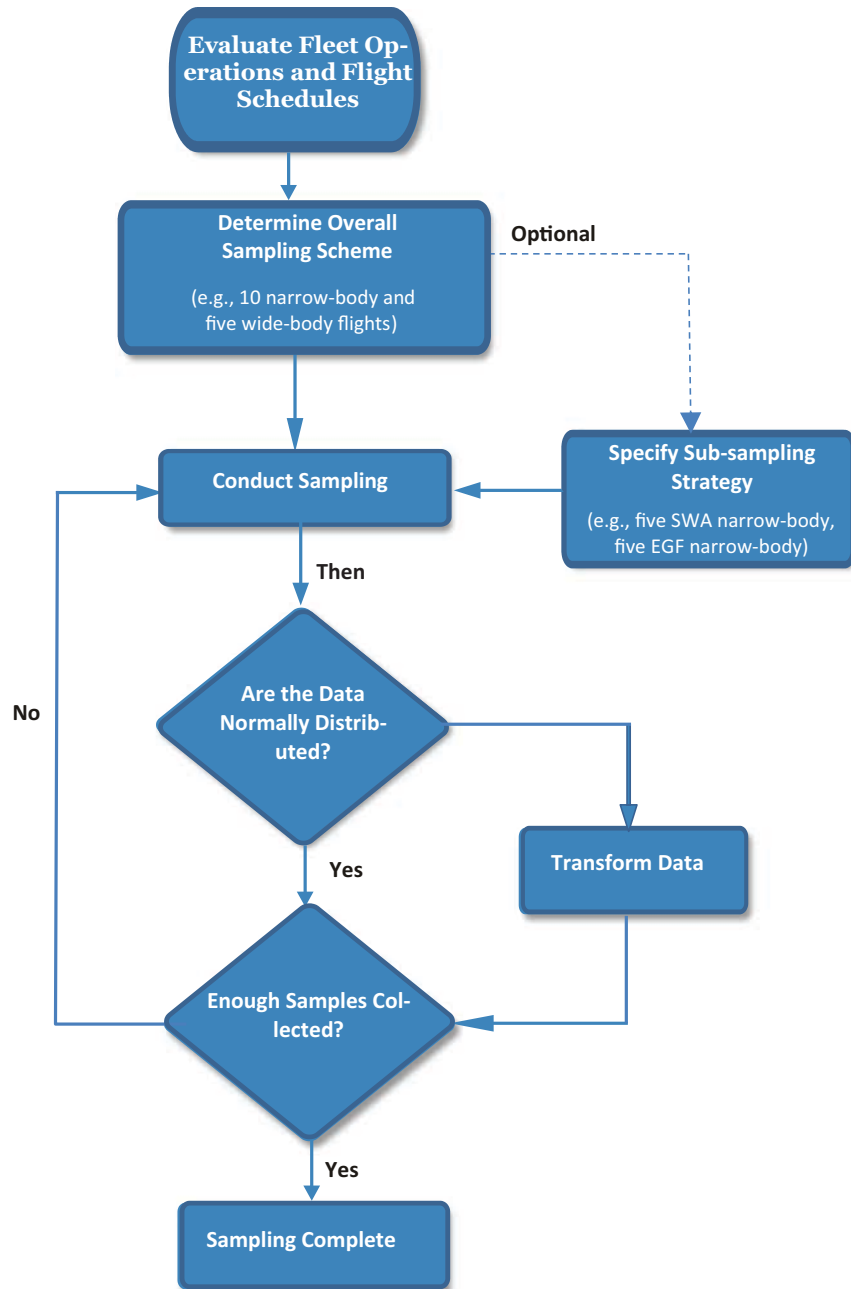 Evaluate Fleet Op-
erations and Flight
Schedules
Determine Overall
Sampling Scheme
(e.g., 10 narrow-body and
five wide-body flights)
Optional
Specify Sub-sampling
Strategy
(e.g., five SWA narrow-body,
five EGF narrow-body)
Conduct Sampling
Then
Are the Data
Normally Distrib-
uted?
No
Transform Data
Yes
Enough Samples Col-
lected?
Yes
Sampling Complete